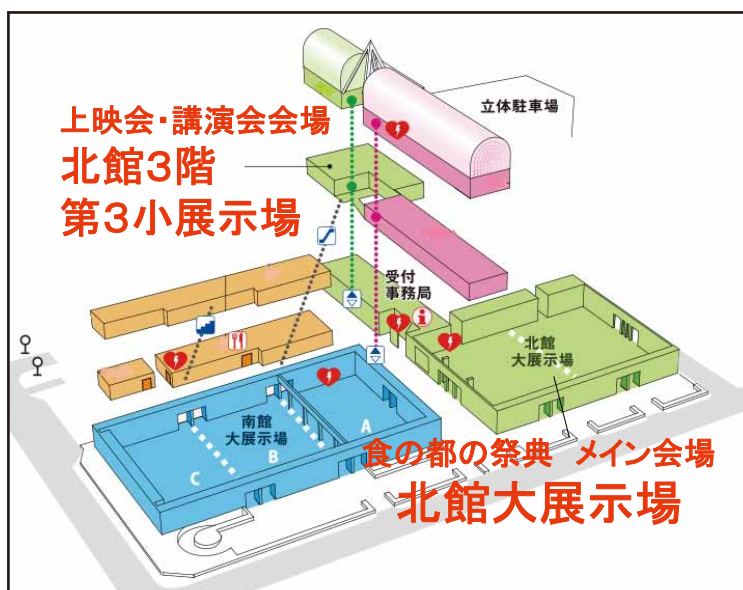 立体駐車場
上映会・講演会会場
北館３階
第３小展示場
受付
事務局
北館
大展示場
南館
大展示場
A
B
C
食の都の祭典 メイン会場
北館大展示場